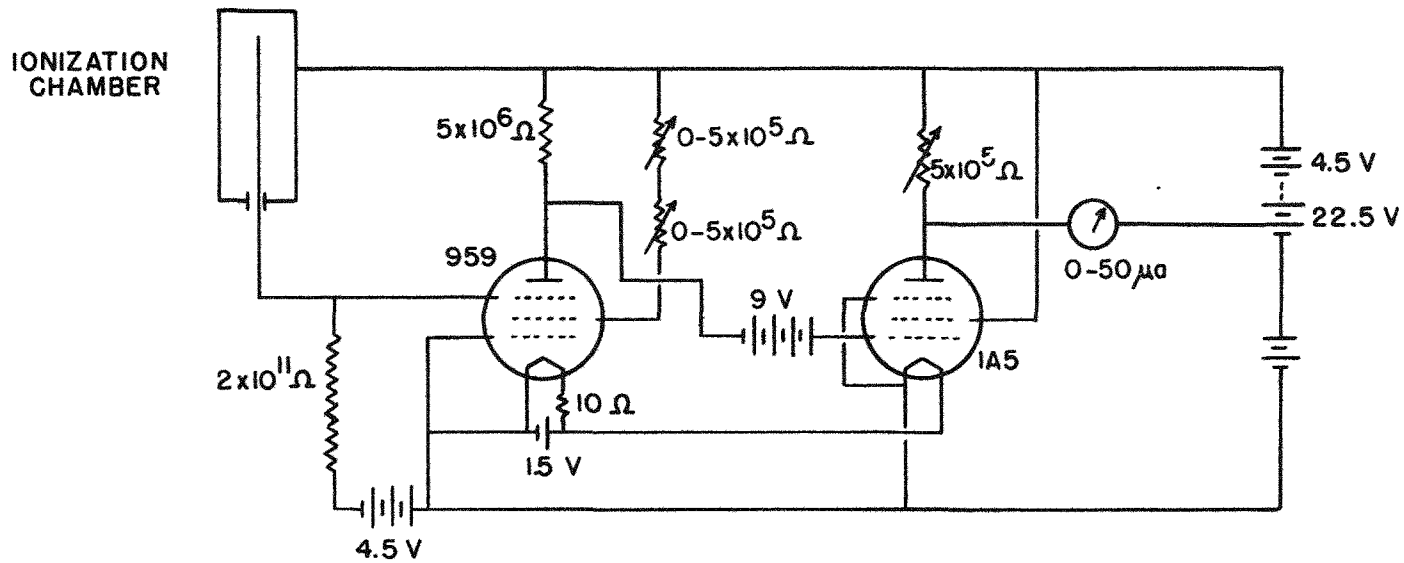 IONIZATION
CHAMBER
5x10⁶Ω
0-5x10⁵Ω
0-5x10⁵Ω
5x10⁵Ω
4.5 V
22.5 V
0-50μa
959
9 V
1A5
2x10¹¹Ω
10 Ω
1.5 V
4.5 V